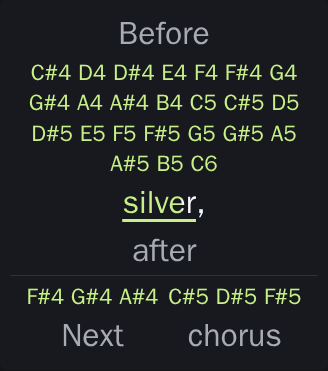 Before
C#4 D4 D#4 E4 F4 F#4 G4
G#4 A4 A#4 B4 C5 C#5 D5
D#5 E5 F5 F#5 G5 G#5 A5
A#5 B5 C6
silver,
after
F#4 G#4 A#4 C#5 D#5 F#5
Next chorus